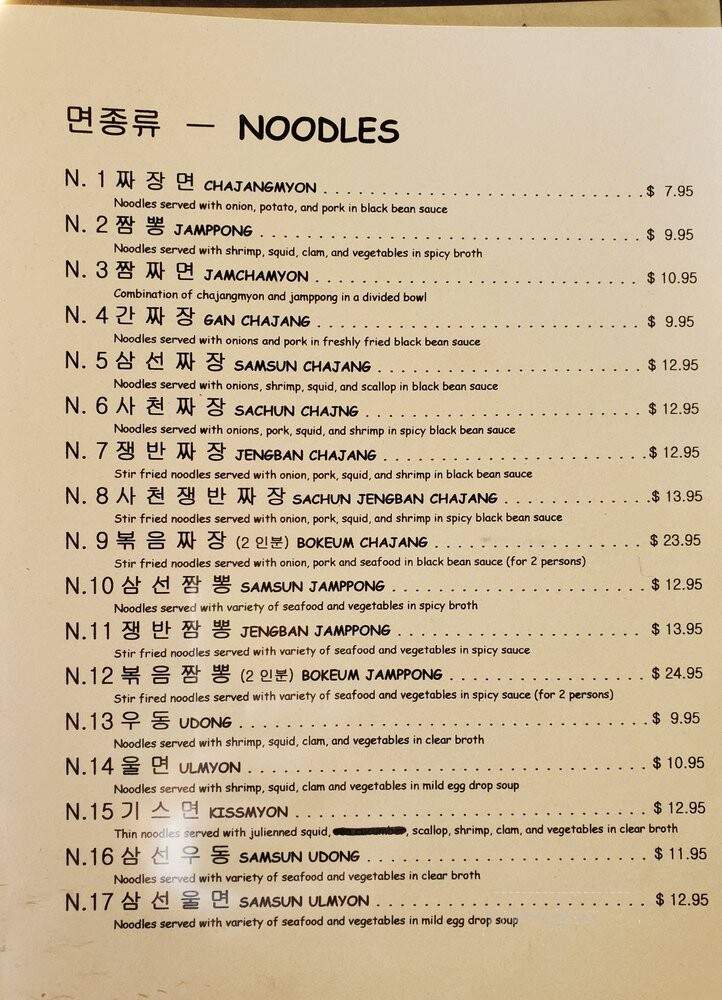 면종류 — NOODLES
N. 1 짜 장 면 CHAJANGMYON . . . . . . . . . . . . . . . . . . . . . . . . . . . . . . . $ 7.95
Noodles served with onion, potato, and pork in black bean sauce
N. 2 짬 뽕 JAMPPONG . . . . . . . . . . . . . . . . . . . . . . . . . . . . . . . $ 9.95
Noodles served with shrimp, squid, clam, and vegetables in spicy broth
N. 3 짬 짜 면 JAMCHAMYON . . . . . . . . . . . . . . . . . . . . . . . . . . . . . . . $ 10.95
Combination of chajangmyon and jamppong in a divided bowl
N. 4 간 짜 장 GAN CHAJANG . . . . . . . . . . . . . . . . . . . . . . . . . . . . . . . $ 9.95
Noodles served with onions and pork in freshly fried black bean sauce
N. 5 삼 선 짜 장 SAMSUN CHAJANG . . . . . . . . . . . . . . . . . . . . . . . . . . $ 12.95
Noodles served with onions, shrimp, squid, and scallop in black bean sauce
N. 6 사 천 짜 장 SACHUN CHAJNG . . . . . . . . . . . . . . . . . . . . . . . . . . $ 12.95
Noodles served with onions, pork, squid, and shrimp in spicy black bean sauce
N. 7 쟁 반 짜 장 JENGBAN CHAJANG . . . . . . . . . . . . . . . . . . . . . . . . . $ 12.95
Stir fried noodles served with onion, pork, squid, and shrimp in black bean sauce
N. 8 사 천 쟁 반 짜 장 SACHUN JENGBAN CHAJANG . . . . . . . . . . . . . . $ 13.95
Stir fried noodles served with onion, pork, squid, and shrimp in spicy black bean sauce
N. 9 볶 음 짜 장 (2 인분) BOKEUM CHAJANG . . . . . . . . . . . . . . . . . . . $ 23.95
Stir fried noodles served with onion, pork and seafood in black bean sauce (for 2 persons)
N.10 삼 선 짬 뽕 SAMSUN JAMPPONG . . . . . . . . . . . . . . . . . . . . . . . . $ 12.95
Noodles served with variety of seafood and vegetables in spicy broth
N.11 쟁 반 짬 뽕 JENGBAN JAMPPONG . . . . . . . . . . . . . . . . . . . . . . . . $ 13.95
Stir fried noodles served with variety of seafood and vegetables in spicy sauce
N.12 볶 음 짬 뽕 (2 인분) BOKEUM JAMPPONG . . . . . . . . . . . . . . . . . . $ 24.95
Stir fired noodles served with variety of seafood and vegetables in spicy sauce (for 2 persons)
N.13 우 동 UDONG . . . . . . . . . . . . . . . . . . . . . . . . . . . . . . . . . . . . . $ 9.95
Noodles served with shrimp, squid, clam, and vegetables in clear broth
N.14 울 면 ULMYON . . . . . . . . . . . . . . . . . . . . . . . . . . . . . . . . . . . . $ 10.95
Noodles served with shrimp, squid, clam and vegetables in mild egg drop soup
N.15 기 스 면 KISSMYON . . . . . . . . . . . . . . . . . . . . . . . . . . . . . . . . $ 12.95
Thin noodles served with julienned squid, , scallop, shrimp, clam, and vegetables in clear broth
N.16 삼 선 우 동 SAMSUN UDONG . . . . . . . . . . . . . . . . . . . . . . . . . . . $ 11.95
Noodles served with variety of seafood and vegetables in clear broth
N.17 삼 선 울 면 SAMSUN ULMYON . . . . . . . . . . . . . . . . . . . . . . . . . . $ 12.95
Noodles served with variety of seafood and vegetables in mild egg drop soup